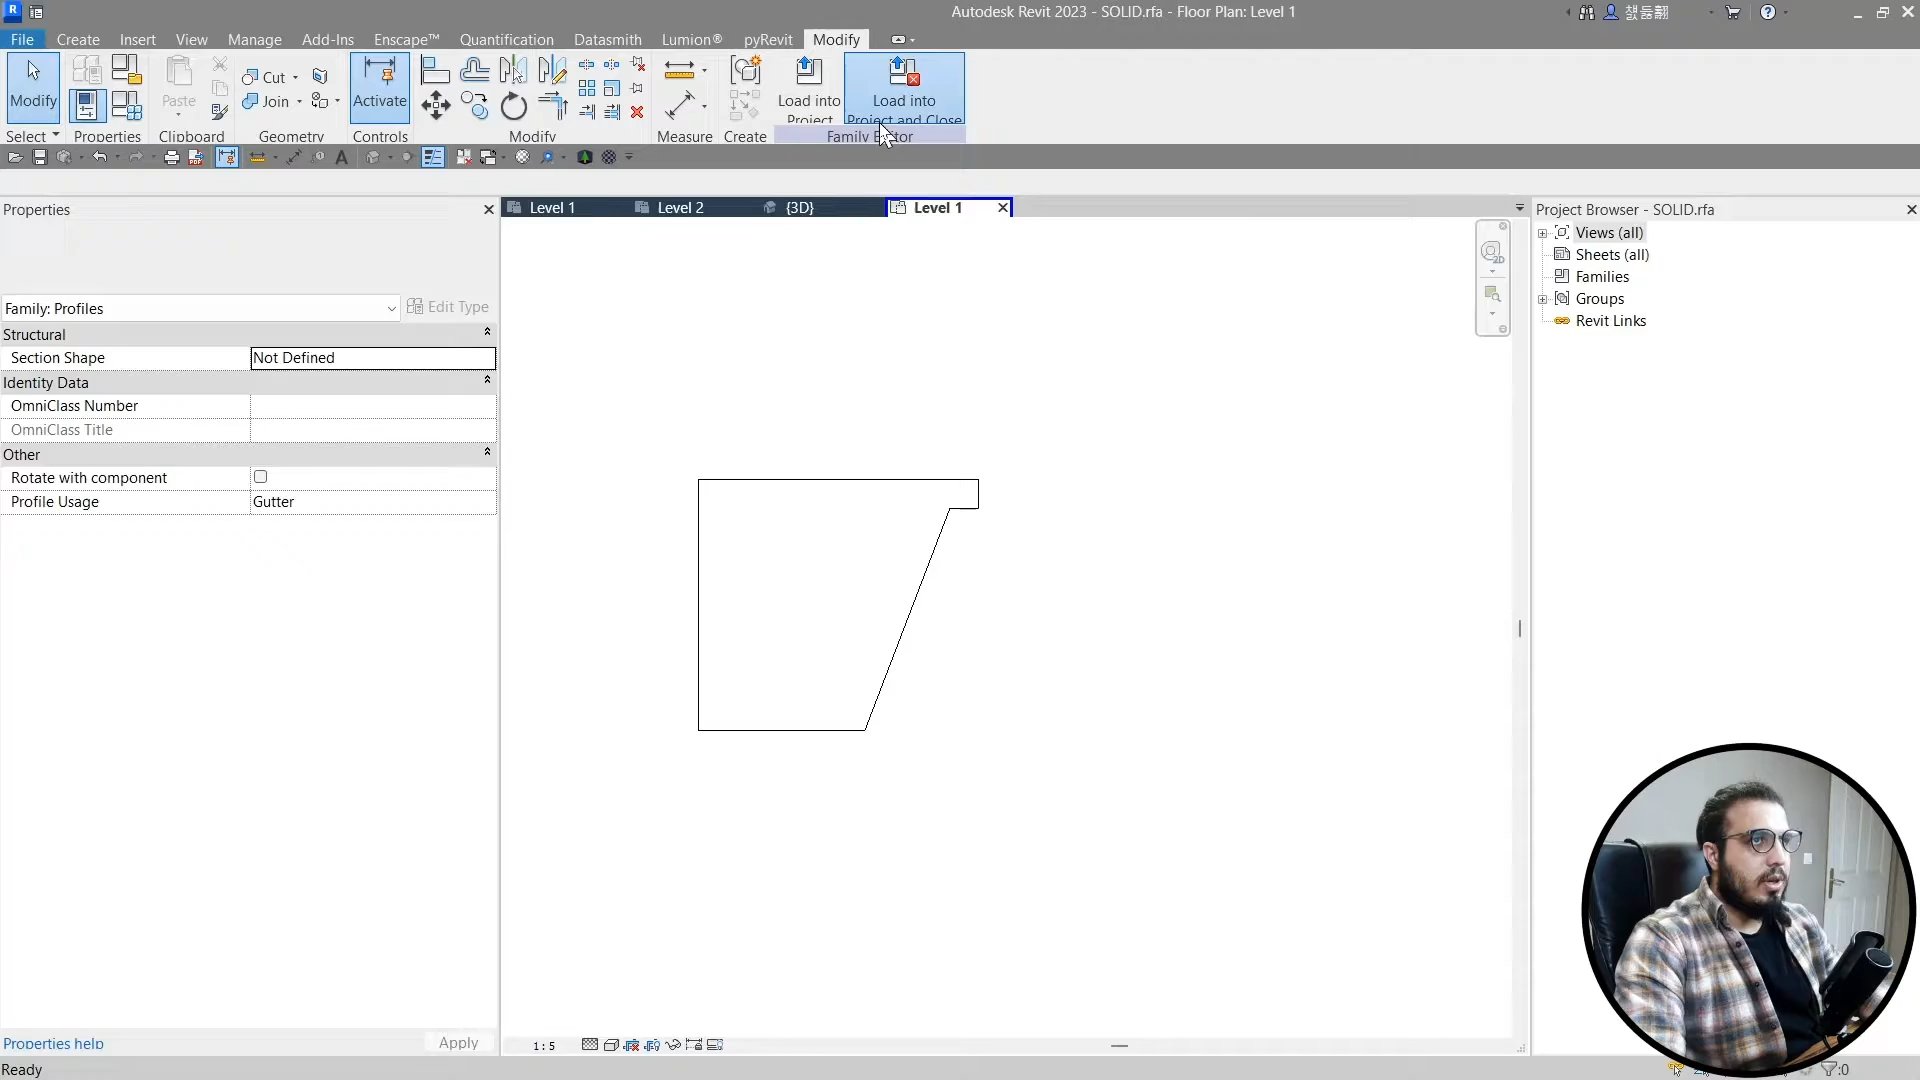 Autodesk Revit 2023 - SOLID.rfa - Floor Plan: Level 1
File Create Insert View Manage Add-Ins Enscape™ Quantification Datasmith Lumion® pyRevit Modify
Modify Paste Cut Join Activate Load into Project Load into Project and Close
Select Properties Clipboard Geometry Controls Modify Measure Create Family Editor
Properties
Level 1 Level 2 {3D} Level 1
Project Browser - SOLID.rfa
Views (all)
Sheets (all)
Families
Groups
Revit Links
2D
Family: Profiles Edit Type
Structural
Section Shape Not Defined
Identity Data
OmniClass Number
OmniClass Title
Other
Rotate with component
Profile Usage Gutter
Properties help Apply
1 : 5
Ready
:0